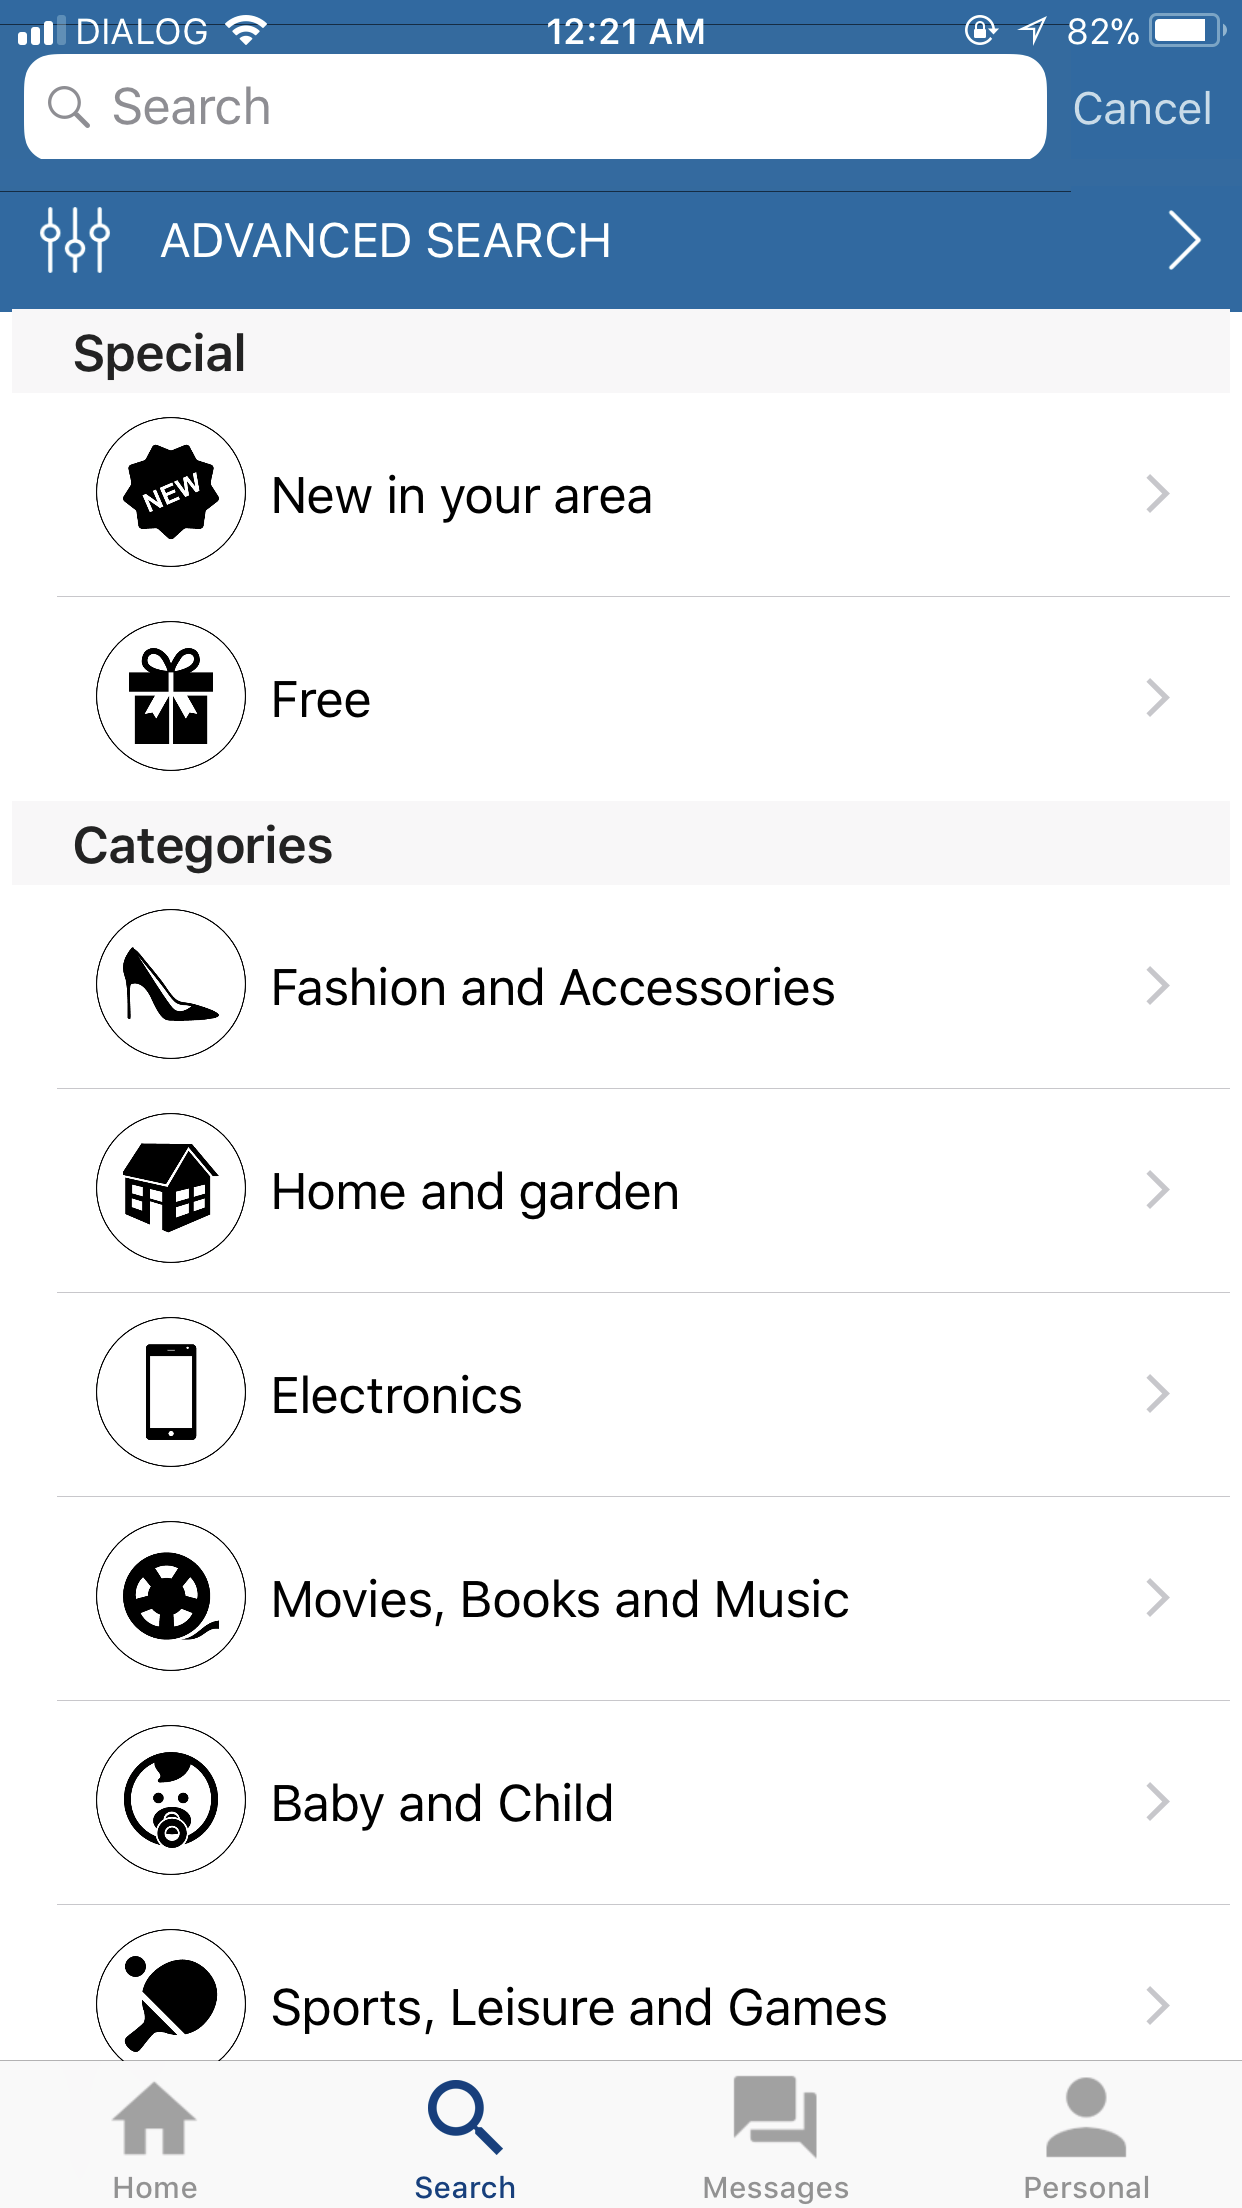 DIALOG 12:21 AM 82%
Search Cancel
ADVANCED SEARCH
Special
NEW New in your area
Free
Categories
Fashion and Accessories
Home and garden
Electronics
Movies, Books and Music
Baby and Child
Sports, Leisure and Games
Home Search Messages Personal